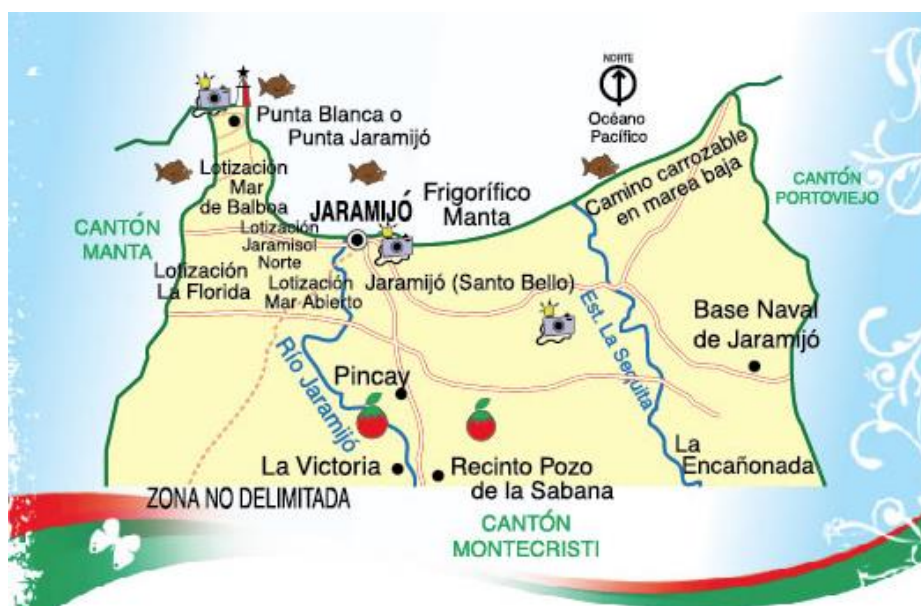 NORTE
Océano
Pacífico
Punta Blanca o
Punta Jaramijó
Camino carrozable
en marea baja
CANTÓN
PORTOVIEJO
Lotización
Mar
de Balboa
JARAMIJÓ
Frigorífico
Manta
CANTÓN
MANTA
Lotización
Jaramisol
Norte
Lotización
La Florida
Lotización
Mar Abierto
Jaramijó (Santo Bello)
Est. La Sequita
Base Naval
de Jaramijó
Río Jaramijó
Pincay
La Victoria
Recinto Pozo
de la Sabana
La
Encañonada
ZONA NO DELIMITADA
CANTÓN
MONTECRISTI